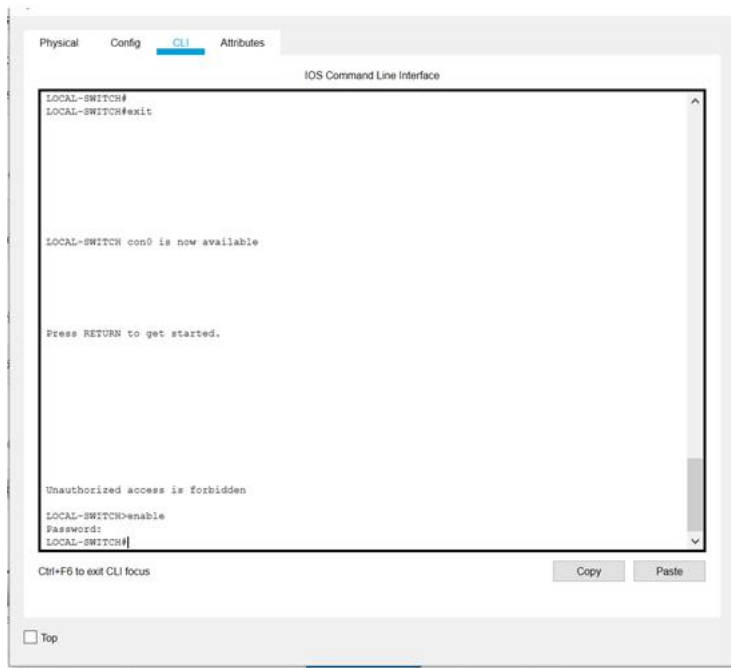 Physical Config CLI Attributes
IOS Command Line Interface
LOCAL-SWITCH#
LOCAL-SWITCH#exit
LOCAL-SWITCH con0 is now available
Press RETURN to get started.
Unauthorized access is forbidden
LOCAL-SWITCH>enable
Password:
LOCAL-SWITCH#
Ctrl+F6 to exit CLI focus
Copy Paste
Top